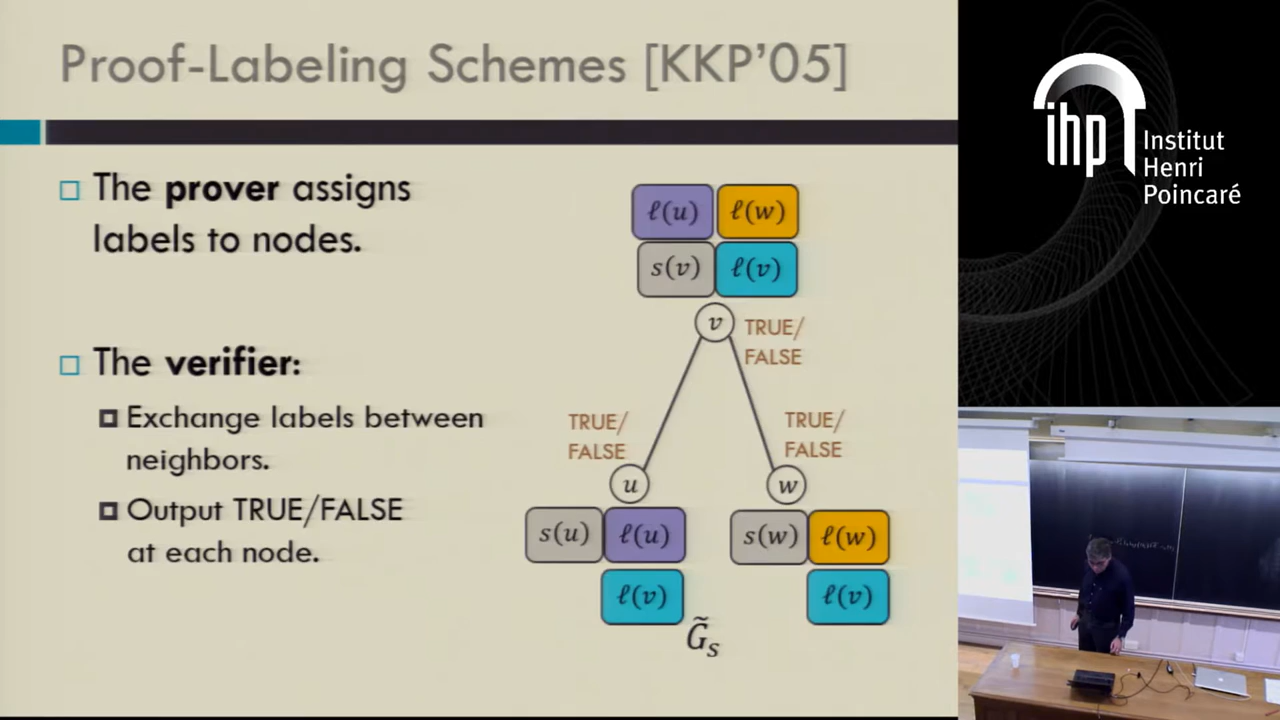 Proof-Labeling Schemes [KKP'05]
The prover assigns
labels to nodes.
The verifier:
Exchange labels between
neighbors.
Output TRUE/FALSE
at each node.
ℓ(u) ℓ(w)
s(v) ℓ(v)
v TRUE/
FALSE
TRUE/
FALSE
TRUE/
FALSE
u w
s(u) ℓ(u) s(w) ℓ(w)
ℓ(v) ℓ(v)
G̃ₛ
ihp Institut
Henri
Poincaré